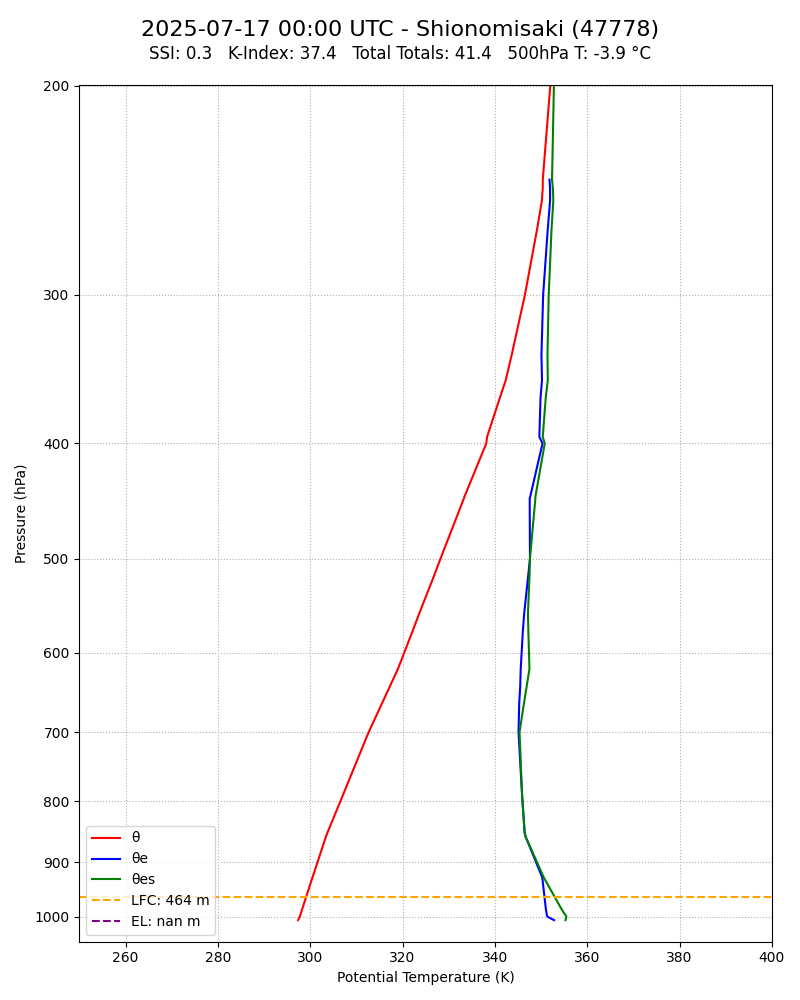 2025-07-17 00:00 UTC - Shionomisaki (47778)
SSI: 0.3   K-Index: 37.4   Total Totals: 41.4   500hPa T: -3.9 °C
200
300
400
500
600
700
800
900
1000
Pressure (hPa)
θ
θe
θes
LFC: 464 m
EL: nan m
260 280 300 320 340 360 380 400
Potential Temperature (K)